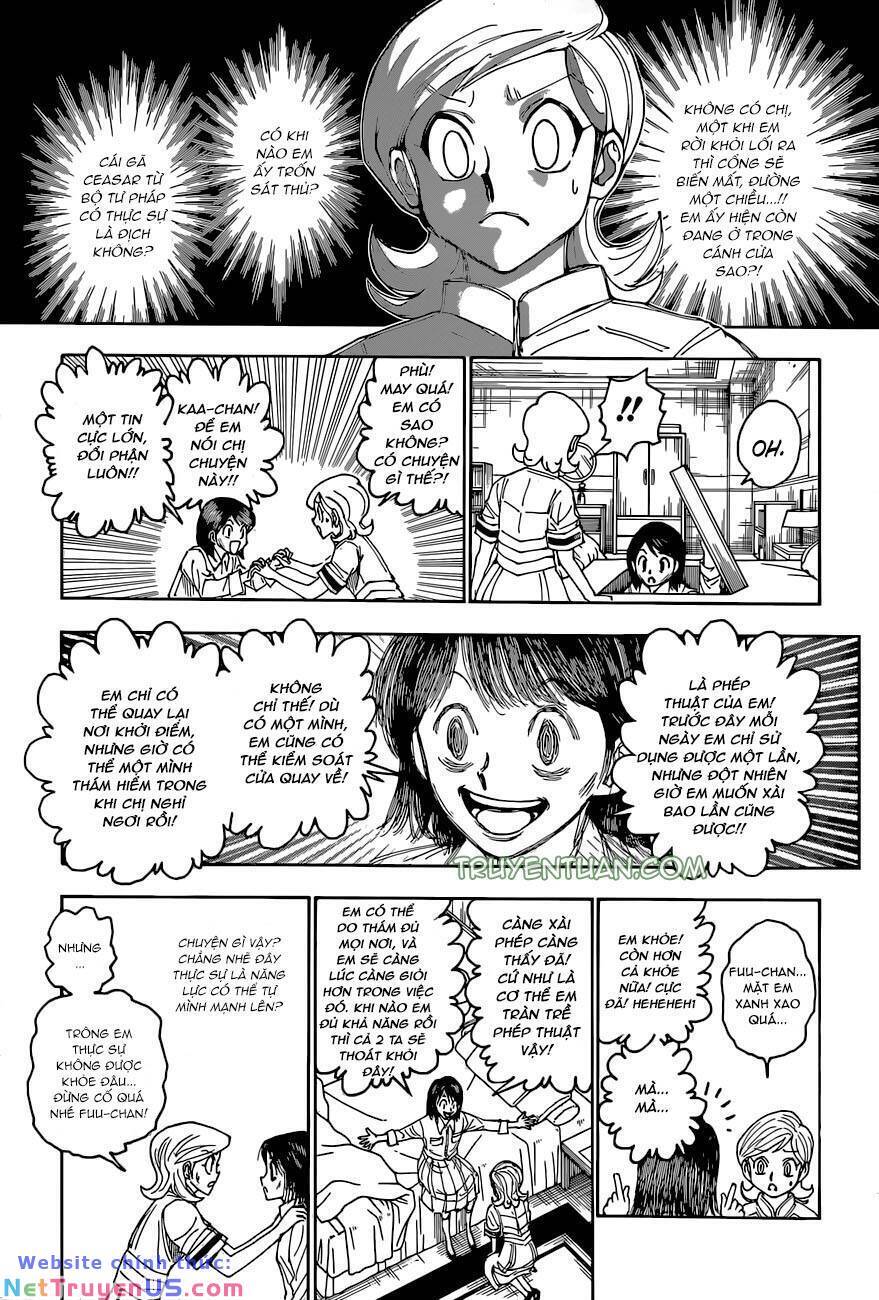 KHÔNG CÓ CHỊ,
MỘT KHI EM
RỜI KHỎI LỐI RA
THÌ CỔNG SẼ
BIẾN MẤT, ĐƯỜNG
MỘT CHIỀU...!!
EM ẤY HIỆN CÒN
ĐANG Ở TRONG
CÁNH CỬA
SAO?!
CÓ KHI
NÀO EM
ẤY TRỐN
SÁT THỦ?
CÁI GÃ
CEASAR TỪ
BỘ TƯ PHÁP
CÓ THỰC SỰ
LÀ ĐỊCH
KHÔNG?
OH.
!!
PHÙ!
MAY QUÁ!
EM CÓ
SAO
KHÔNG?
CÓ CHUYỆN
GÌ THẾ?!
KAA-CHAN!
ĐỂ EM
NÓI CHỊ
CHUYỆN
NÀY!!
MỘT TIN
CỰC LỚN,
ĐỔI PHẬN
LUÔN!!
LÀ PHÉP
THUẬT CỦA EM!
TRƯỚC ĐÂY MỖI
NGÀY EM CHỈ SỬ
DỤNG ĐƯỢC MỘT LẦN,
NHƯNG ĐỘT NHIÊN
GIỜ EM MUỐN XÀI
BAO LẦN CŨNG
ĐƯỢC!!
KHÔNG
CHỈ THẾ! DÙ
CÓ MỘT MÌNH,
EM CŨNG CÓ
THỂ KIỂM SOÁT
CỬA QUAY VỀ!
EM CHỈ CÓ
THỂ QUAY LẠI
NƠI KHỞI ĐIỂM,
NHƯNG GIỜ CÓ
THỂ MỘT MÌNH
THÁM HIỂM TRONG
KHI CHỊ NGHỈ
NGƠI RỒI!
TRUYENTUAN.COM
FUU-CHAN...
MẶT EM
XANH XAO
QUÁ...
EM KHỎE!
CÒN HƠN
CẢ KHỎE
NỮA! CỰC
ĐÃ! HEHEHEH1
MÀ...
MÀ...
CÀNG XÀI
PHÉP CÀNG
THẤY ĐÃ!
CỨ NHƯ LÀ
CƠ THỂ EM
TRÀN TRỀ
PHÉP THUẬT
VẬY!
EM CÓ THỂ
DO THÁM ĐỦ
MỌI NƠI, VÀ
EM SẼ CÀNG
LÚC CÀNG GIỎI
HƠN TRONG VIỆC
ĐÓ. KHI NÀO EM
ĐỦ KHẢ NĂNG RỒI
THÌ CẢ 2 TA SẼ
THOÁT KHỎI
ĐÂY!
CHUYỆN GÌ VẬY?
CHẲNG NHẼ ĐÂY
THỰC SỰ LÀ NĂNG
LỰC CÓ THỂ TỰ
MÌNH MẠNH LÊN?
NHƯNG
...
TRÔNG EM
THỰC SỰ
KHÔNG ĐƯỢC
KHỎE ĐÂU...
ĐỪNG CỐ QUÁ
NHÉ FUU-CHAN!
Website chính thức:
NetTruyenUS.com